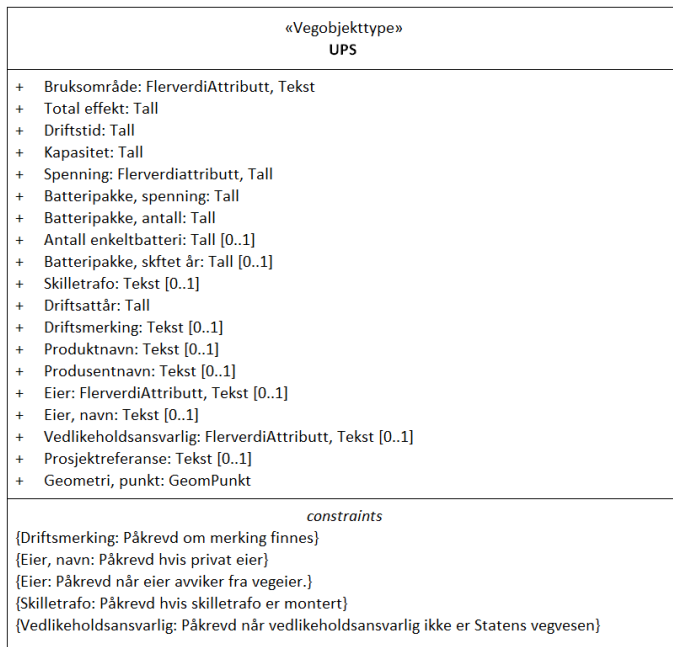 «Vegobjekttype»
UPS
+ Bruksområde: FlerverdiAttributt, Tekst
+ Total effekt: Tall
+ Driftstid: Tall
+ Kapasitet: Tall
+ Spenning: Flerverdiattributt, Tall
+ Batteripakke, spenning: Tall
+ Batteripakke, antall: Tall
+ Antall enkeltbatteri: Tall [0..1]
+ Batteripakke, skftet år: Tall [0..1]
+ Skilletrafo: Tekst [0..1]
+ Driftsattår: Tall
+ Driftsmerking: Tekst [0..1]
+ Produktnavn: Tekst [0..1]
+ Produsentnavn: Tekst [0..1]
+ Eier: FlerverdiAttributt, Tekst [0..1]
+ Eier, navn: Tekst [0..1]
+ Vedlikeholdsansvarlig: FlerverdiAttributt, Tekst [0..1]
+ Prosjektreferanse: Tekst [0..1]
+ Geometri, punkt: GeomPunkt
constraints
{Driftsmerking: Påkrevd om merking finnes}
{Eier, navn: Påkrevd hvis privat eier}
{Eier: Påkrevd når eier avviker fra vegeier.}
{Skilletrafo: Påkrevd hvis skilletrafo er montert}
{Vedlikeholdsansvarlig: Påkrevd når vedlikeholdsansvarlig ikke er Statens vegvesen}